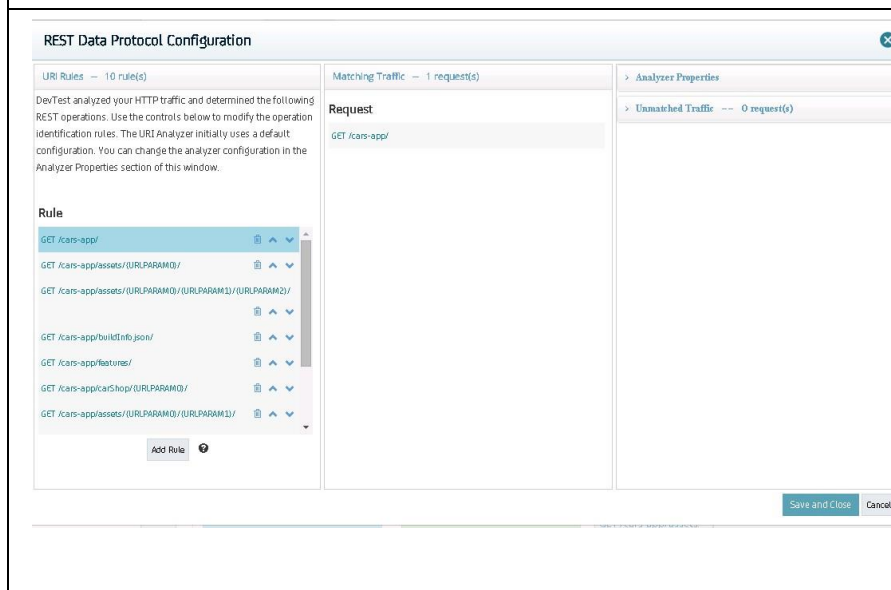 REST Data Protocol Configuration
URI Rules – 10 rule(s)
DevTest analyzed your HTTP traffic and determined the following
REST operations. Use the controls below to modify the operation
identification rules. The URI Analyzer initially uses a default
configuration. You can change the analyzer configuration in the
Analyzer Properties section of this window.
Rule
GET /cars-app/
GET /cars-app/assets/{URLPARAM0}/
GET /cars-app/assets/{URLPARAM0}/{URLPARAM1}/{URLPARAM2}/
GET /cars-app/buildInfo.json/
GET /cars-app/features/
GET /cars-app/carShop/{URLPARAM0}/
GET /cars-app/assets/{URLPARAM0}/{URLPARAM1}/
Add Rule
Matching Traffic – 1 request(s)
Request
GET /cars-app/
> Analyzer Properties
> Unmatched Traffic -- 0 request(s)
Save and Close
Cancel